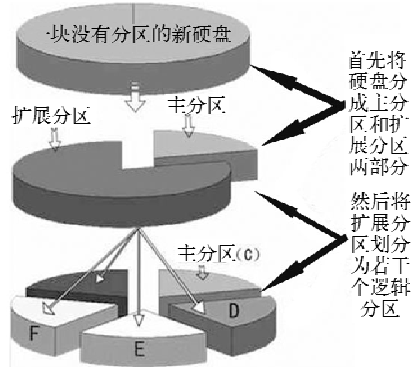 一块没有分区的新硬盘
扩展分区
主分区
首先将
硬盘分
成主分
区和扩
展分区
两部分
然后将
扩展分
区划分
为若干
个逻辑
分区
主分区(C)
D
E
F